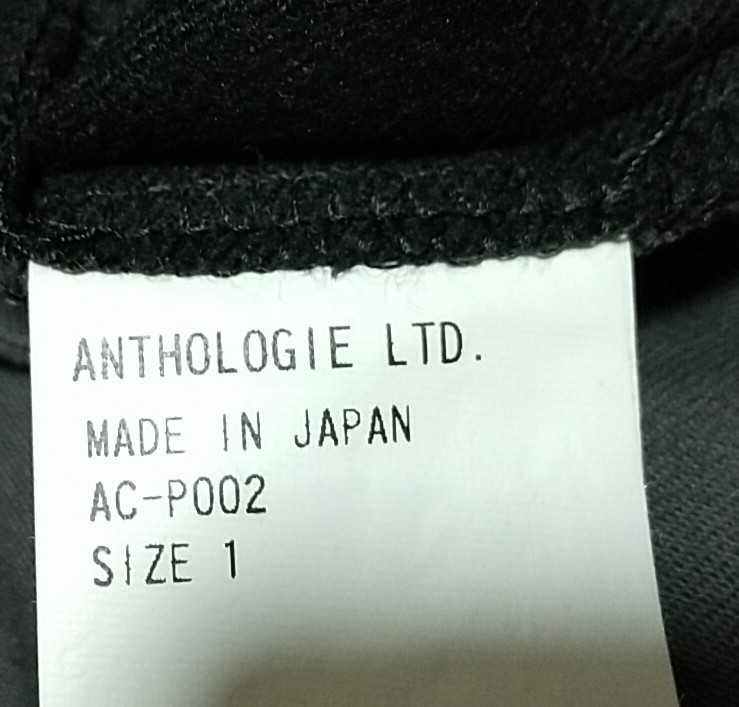 ANTHOLOGIE LTD.
MADE IN JAPAN
AC-P002
SIZE 1